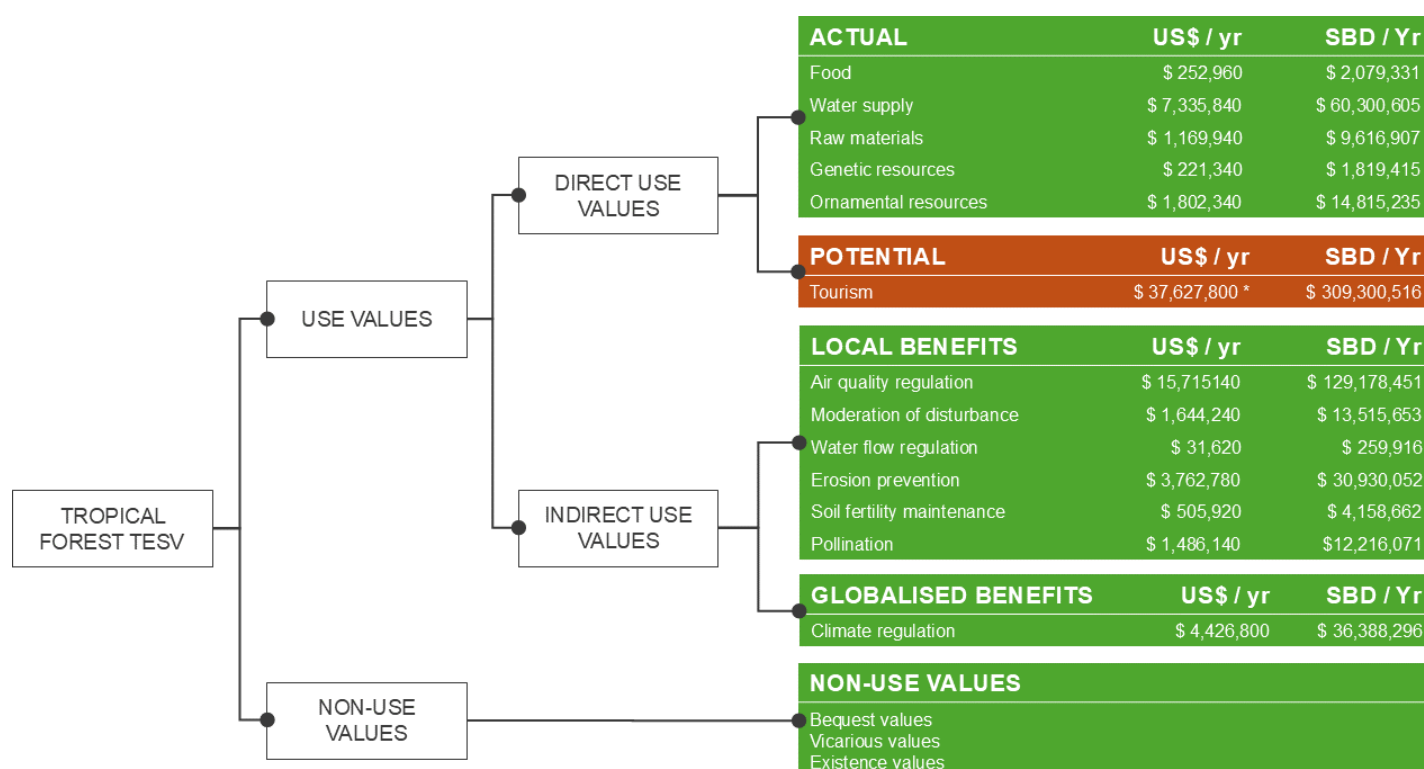 ACTUAL US$ / yr SBD / Yr
Food $ 252,960 $ 2,079,331
Water supply $ 7,335,840 $ 60,300,605
Raw materials $ 1,169,940 $ 9,616,907
Genetic resources $ 221,340 $ 1,819,415
Ornamental resources $ 1,802,340 $ 14,815,235
DIRECT USE
VALUES
POTENTIAL US$ / yr SBD / Yr
Tourism $ 37,627,800 * $ 309,300,516
USE VALUES
LOCAL BENEFITS US$ / yr SBD / Yr
Air quality regulation $ 15,715140 $ 129,178,451
Moderation of disturbance $ 1,644,240 $ 13,515,653
Water flow regulation $ 31,620 $ 259,916
Erosion prevention $ 3,762,780 $ 30,930,052
Soil fertility maintenance $ 505,920 $ 4,158,662
Pollination $ 1,486,140 $12,216,071
TROPICAL
FOREST TESV
INDIRECT USE
VALUES
GLOBALISED BENEFITS US$ / yr SBD / Yr
Climate regulation $ 4,426,800 $ 36,388,296
NON-USE
VALUES
NON-USE VALUES
Bequest values
Vicarious values
Existence values